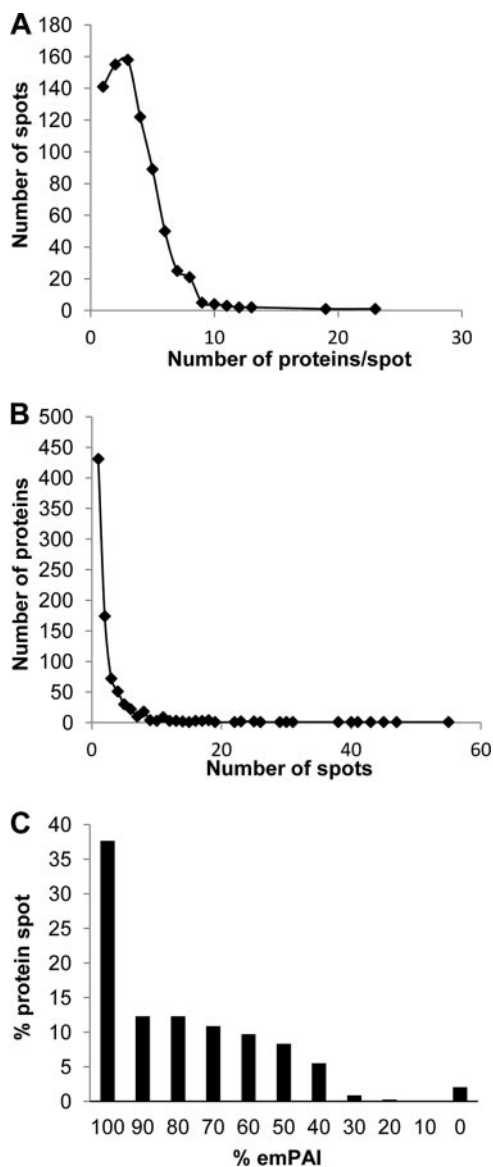 A
Number of spots
180
160
140
120
100
80
60
40
20
0
0 10 20 30
Number of proteins/spot
B
Number of proteins
500
450
400
350
300
250
200
150
100
50
0
0 20 40 60
Number of spots
C
% protein spot
40
35
30
25
20
15
10
5
0
100 90 80 70 60 50 40 30 20 10 0
% emPAI